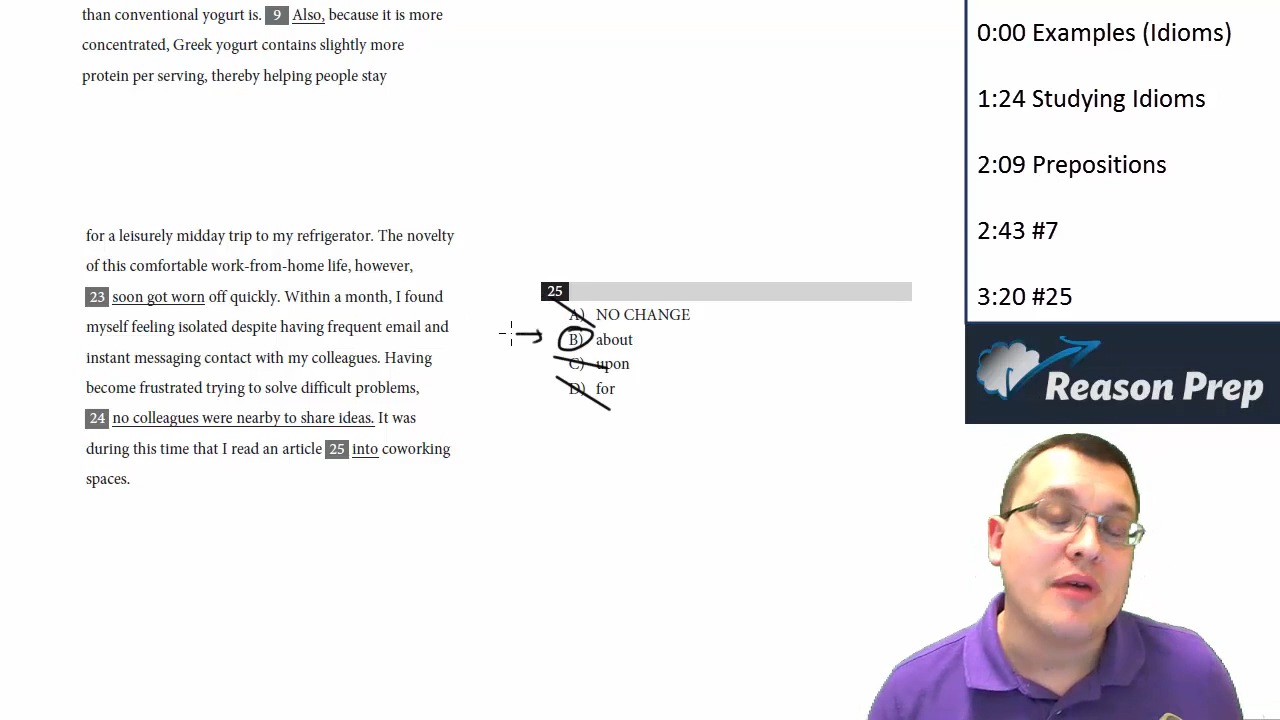 than conventional yogurt is. 9 Also, because it is more
concentrated, Greek yogurt contains slightly more
protein per serving, thereby helping people stay
for a leisurely midday trip to my refrigerator. The novelty
of this comfortable work-from-home life, however,
23 soon got worn off quickly. Within a month, I found
myself feeling isolated despite having frequent email and
instant messaging contact with my colleagues. Having
become frustrated trying to solve difficult problems,
24 no colleagues were nearby to share ideas. It was
during this time that I read an article 25 into coworking
spaces.
25
A) NO CHANGE
B) about
C) upon
D) for
0:00 Examples (Idioms)
1:24 Studying Idioms
2:09 Prepositions
2:43 #7
3:20 #25
Reason Prep